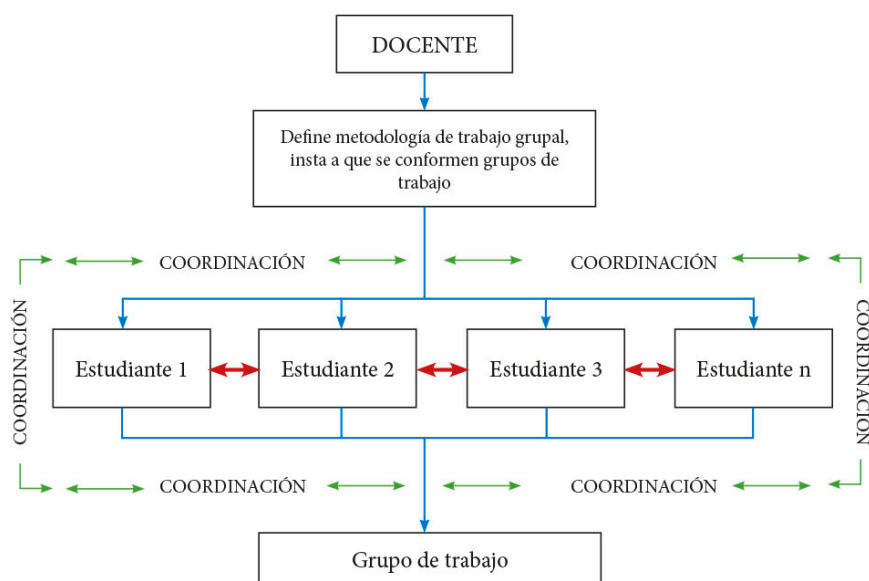 DOCENTE
Define metodología de trabajo grupal,
insta a que se conformen grupos de
trabajo
COORDINACIÓN
COORDINACIÓN
COORDINACIÓN
COORDINACIÓN
Estudiante 1
Estudiante 2
Estudiante 3
Estudiante n
COORDINACIÓN
COORDINACIÓN
Grupo de trabajo